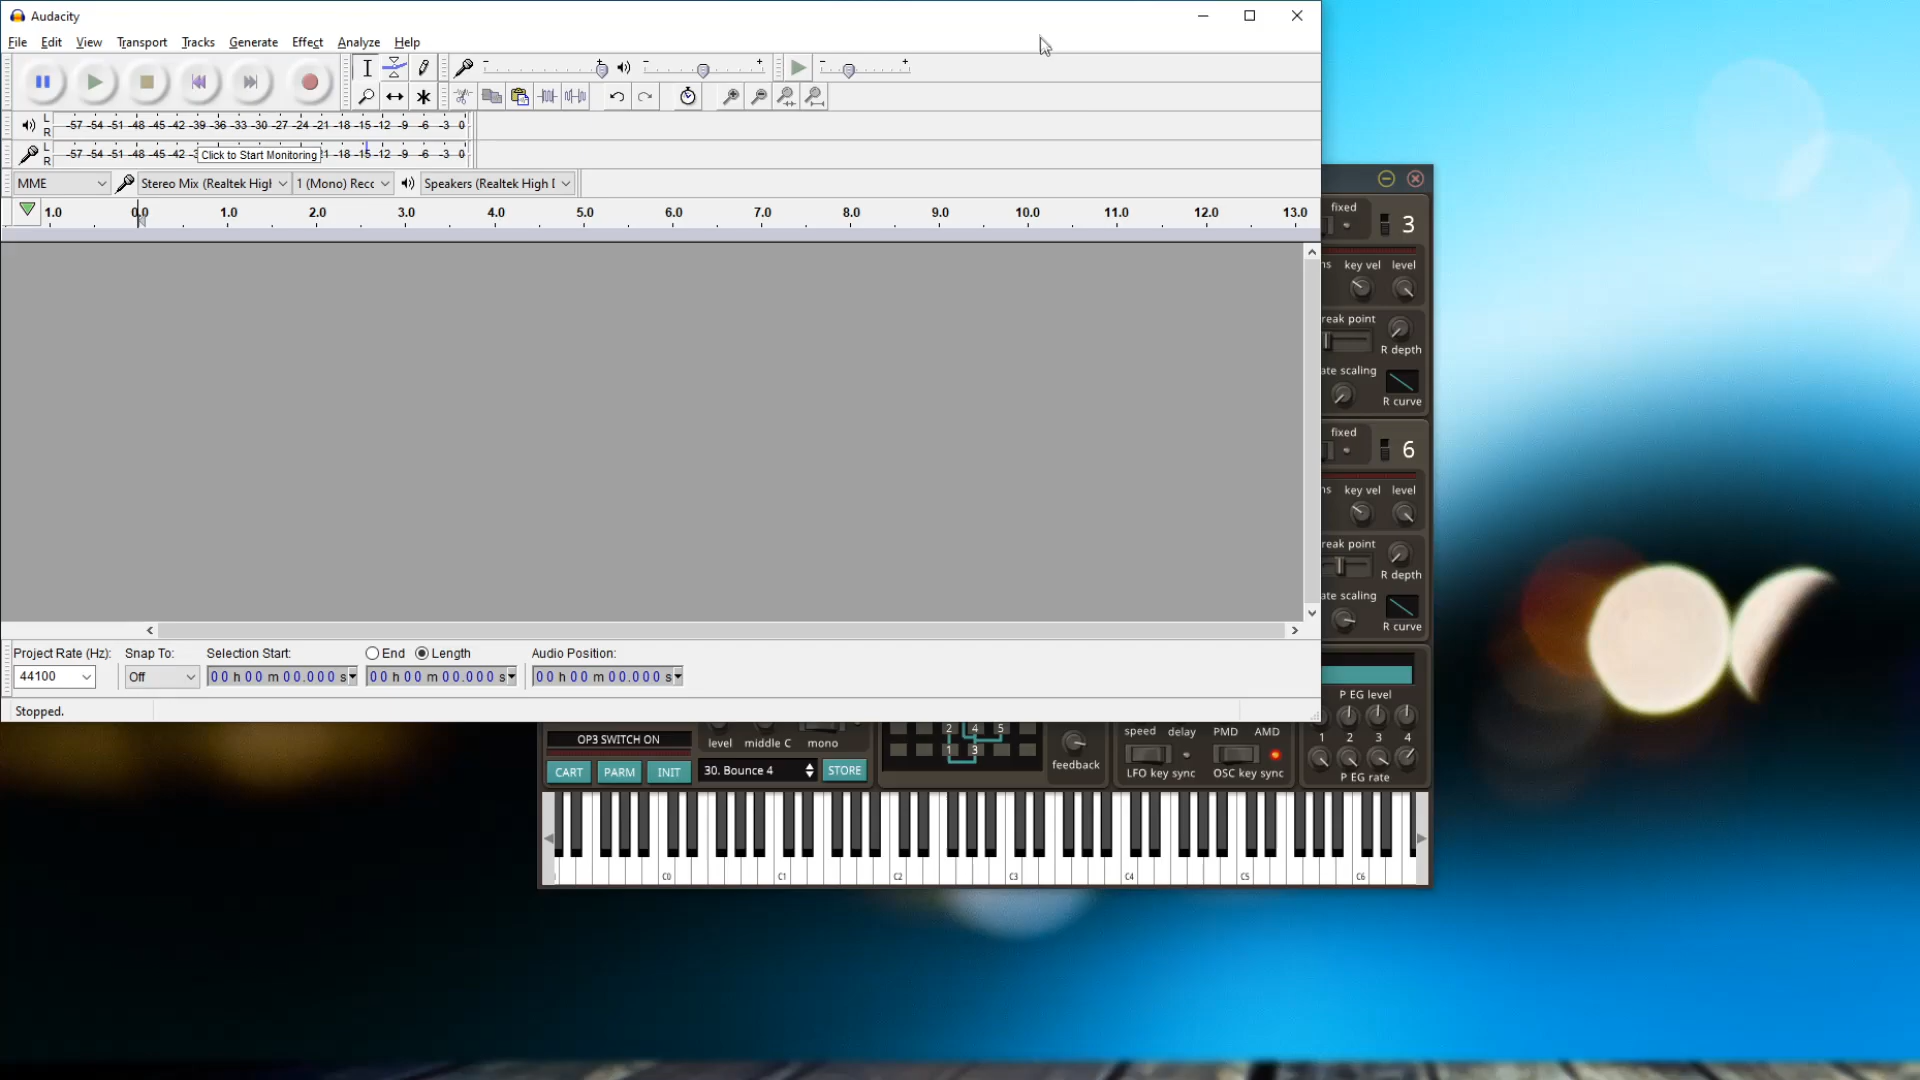 Audacity
File Edit View Transport Tracks Generate Effect Analyze Help
L
R
-57 -54 -51 -48 -45 -42 -39 -36 -33 -30 -27 -24 -21 -18 -15 -12 -9 -6 -3 0
L
R
-57 -54 -51 -48 -45 -42 Click to Start Monitoring -18 -15 -12 -9 -6 -3 0
MME Stereo Mix (Realtek High 1 (Mono) Recc Speakers (Realtek High D
1.0 0.0 1.0 2.0 3.0 4.0 5.0 6.0 7.0 8.0 9.0 10.0 11.0 12.0 13.0
fixed 3
key vel level
reak point
R depth
ate scaling
R curve
fixed 6
key vel level
reak point
R depth
ate scaling
R curve
Project Rate (Hz): Snap To: Selection Start: End Length Audio Position:
44100 Off 00 h 00 m 00.000 s 00 h 00 m 00.000 s 00 h 00 m 00.000 s
Stopped.
P EG level
1 2 3 4
P EG rate
OP3 SWITCH ON
level middle C mono
2 4 5
1 3
feedback
speed delay PMD AMD
LFO key sync OSC key sync
CART PARM INIT 30. Bounce 4 STORE
C0 C1 C2 C3 C4 C5 C6